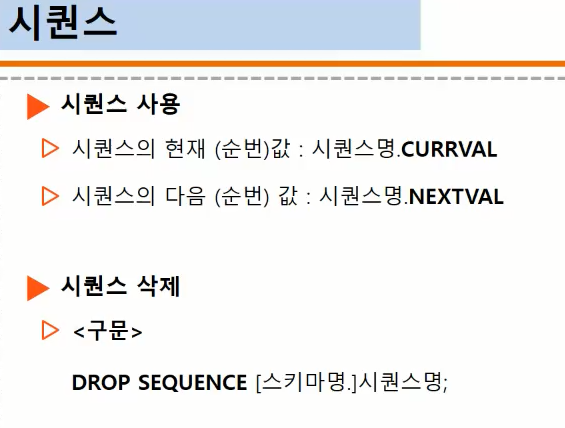 시퀀스
시퀀스 사용
시퀀스의 현재 (순번)값 : 시퀀스명.CURRVAL
시퀀스의 다음 (순번) 값 : 시퀀스명.NEXTVAL
시퀀스 삭제
<구문>
DROP SEQUENCE [스키마명.]시퀀스명;